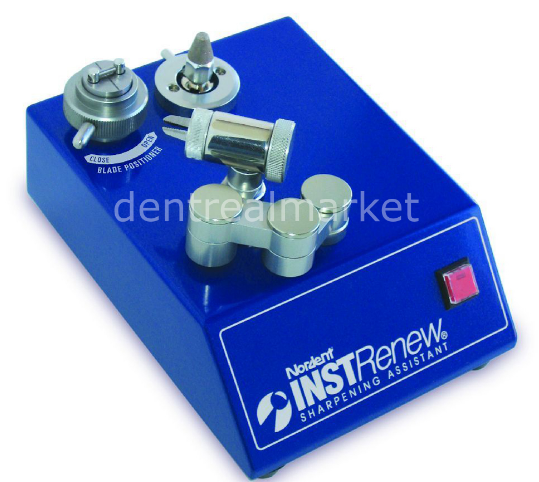 CLOSE OPEN
BLADE POSITIONER
dentrealmarket
Nordent
INSTRenew®
SHARPENING ASSISTANT